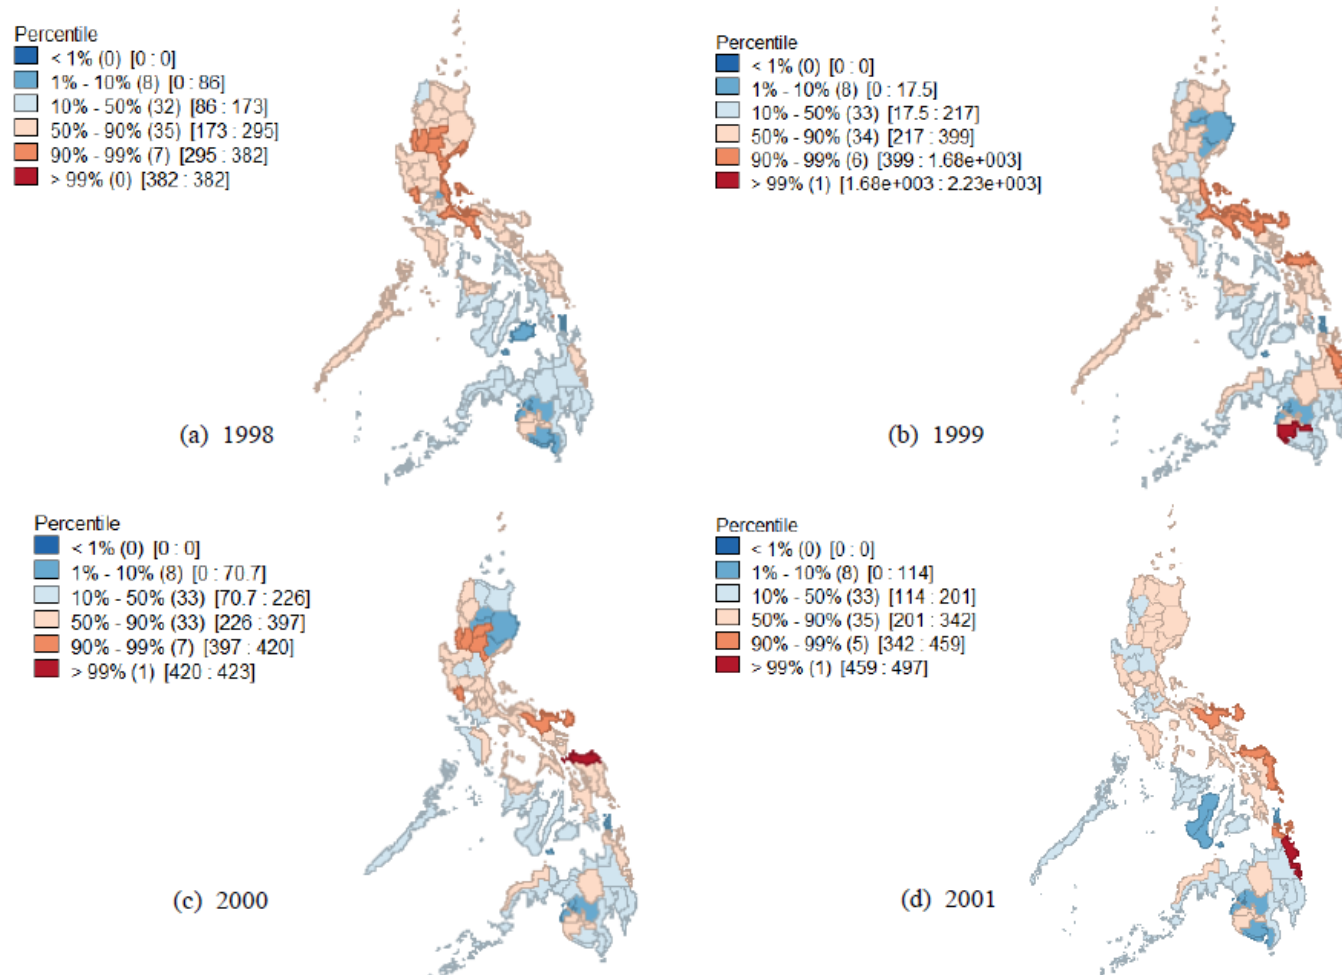 Percentile
< 1% (0) [0 : 0]
1% - 10% (8) [0 : 86]
10% - 50% (32) [86 : 173]
50% - 90% (35) [173 : 295]
90% - 99% (7) [295 : 382]
> 99% (0) [382 : 382]
(a) 1998
Percentile
< 1% (0) [0 : 0]
1% - 10% (8) [0 : 17.5]
10% - 50% (33) [17.5 : 217]
50% - 90% (34) [217 : 399]
90% - 99% (6) [399 : 1.68e+003]
> 99% (1) [1.68e+003 : 2.23e+003]
(b) 1999
Percentile
< 1% (0) [0 : 0]
1% - 10% (8) [0 : 70.7]
10% - 50% (33) [70.7 : 226]
50% - 90% (33) [226 : 397]
90% - 99% (7) [397 : 420]
> 99% (1) [420 : 423]
(c) 2000
Percentile
< 1% (0) [0 : 0]
1% - 10% (8) [0 : 114]
10% - 50% (33) [114 : 201]
50% - 90% (35) [201 : 342]
90% - 99% (5) [342 : 459]
> 99% (1) [459 : 497]
(d) 2001